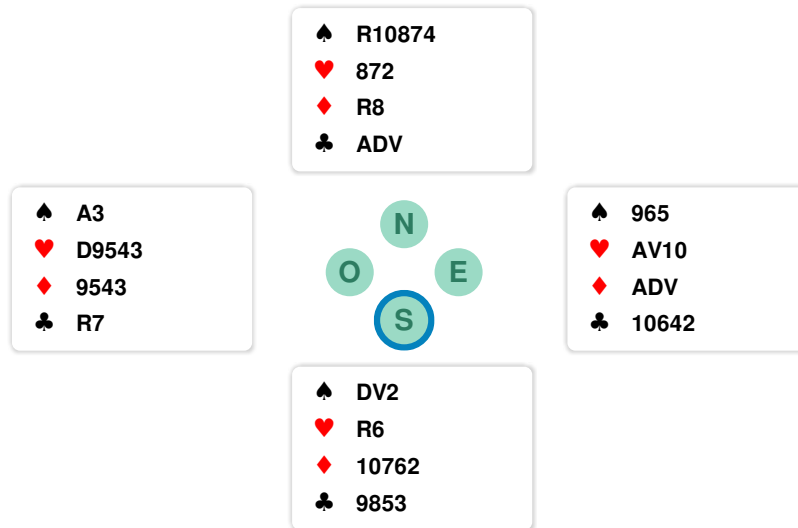 ♠ R10874
♥ 872
♦ R8
♣ ADV
♠ A3
♥ D9543
♦ 9543
♣ R7
N
O E
S
♠ 965
♥ AV10
♦ ADV
♣ 10642
♠ DV2
♥ R6
♦ 10762
♣ 9853